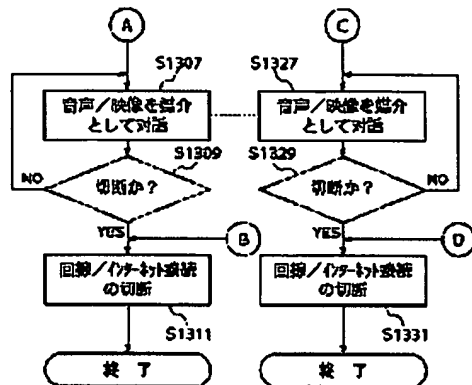 A
C
S1307
S1327
音声/映像を媒介
として対話
音声/映像を媒介
として対話
S1309
S1329
NO
切断か?
切断か?
NO
YES
B
YES
D
回線/インターネット接続
の切断
回線/インターネット接続
の切断
S1311
S1331
終了
終了